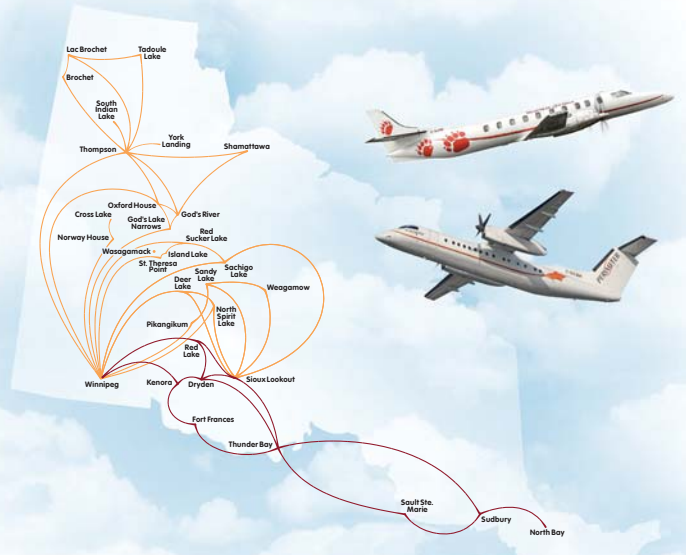 Lac Brochet
Tadoule
Lake
Brochet
South
Indian
Lake
York
Landing
Thompson
Shamattawa
Oxford House
Cross Lake
God's River
God's Lake
Narrows
Norway House
Red
Sucker Lake
Wasagamack
Island Lake
St. Theresa
Point
Sandy
Lake
Sachigo
Lake
Deer
Lake
Weagamow
North
Spirit
Lake
Pikangikum
Red
Lake
Winnipeg
Kenora
Dryden
Sioux Lookout
Fort Frances
Thunder Bay
Sault Ste.
Marie
Sudbury
North Bay
PERIMETER